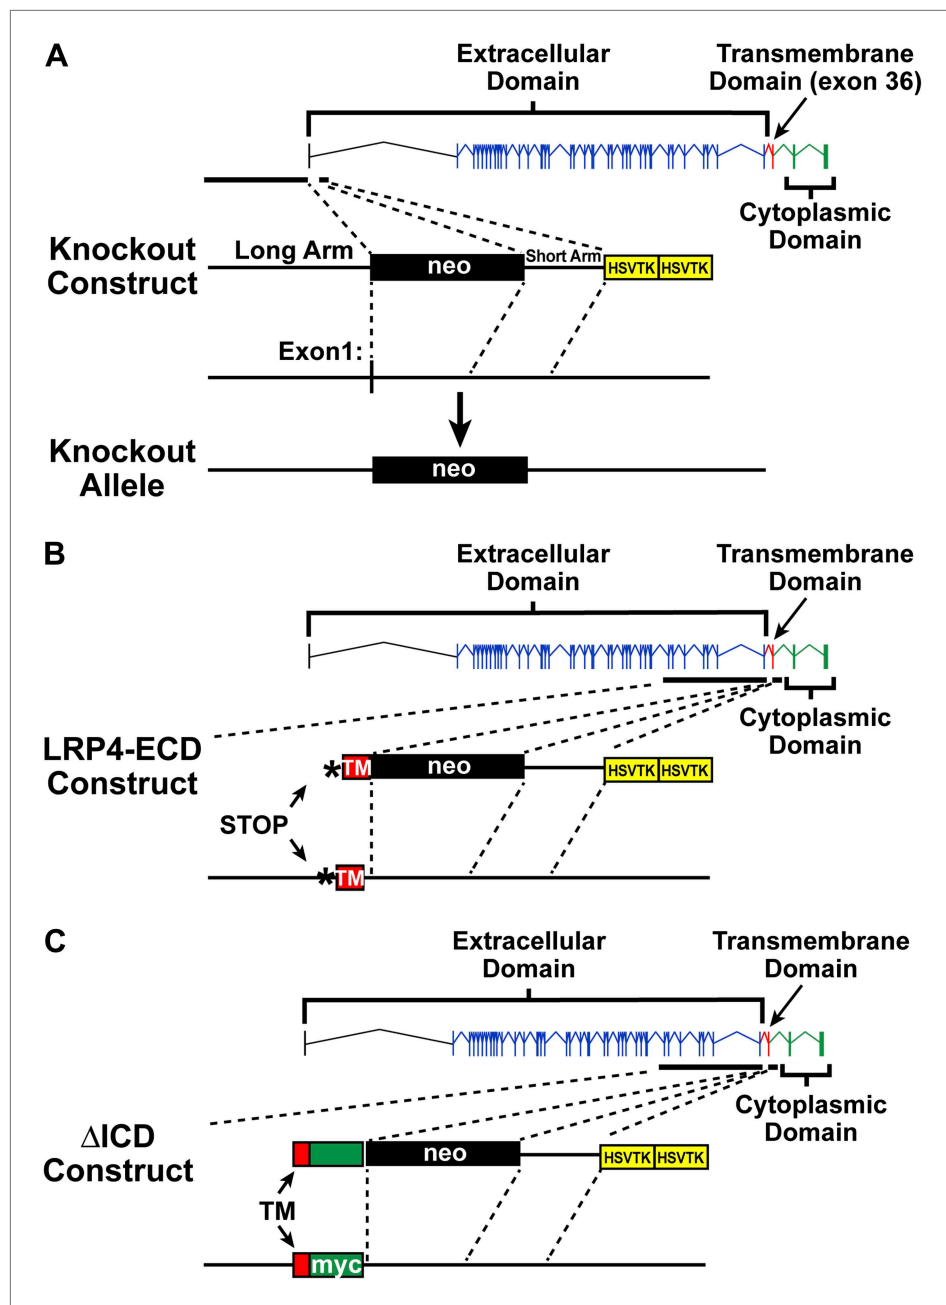 A
Extracellular
Domain
Transmembrane
Domain (exon 36)
Cytoplasmic
Domain
Knockout
Construct
Long Arm
neo
Short Arm
HSVTK HSVTK
Exon1:
Knockout
Allele
neo
B
Extracellular
Domain
Transmembrane
Domain
Cytoplasmic
Domain
LRP4-ECD
Construct
* TM
neo
HSVTK HSVTK
STOP
* TM
C
Extracellular
Domain
Transmembrane
Domain
Cytoplasmic
Domain
ΔICD
Construct
neo
HSVTK HSVTK
TM
myc